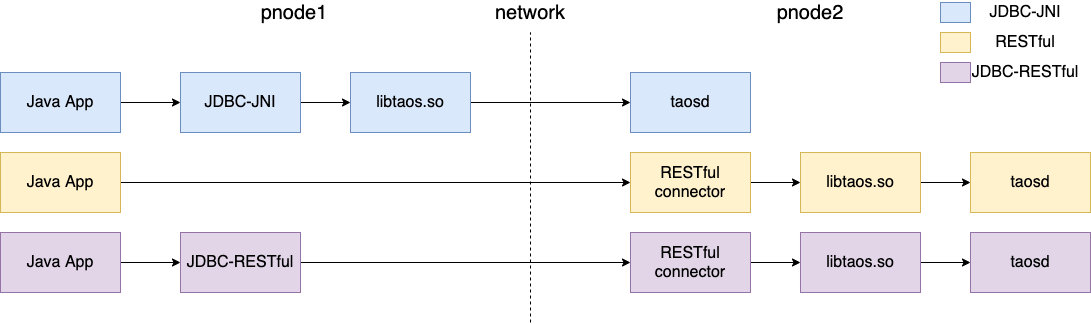 pnode1 network pnode2
JDBC-JNI
RESTful
JDBC-RESTful
Java App JDBC-JNI libtaos.so taosd
Java App RESTful connector libtaos.so taosd
Java App JDBC-RESTful RESTful connector libtaos.so taosd